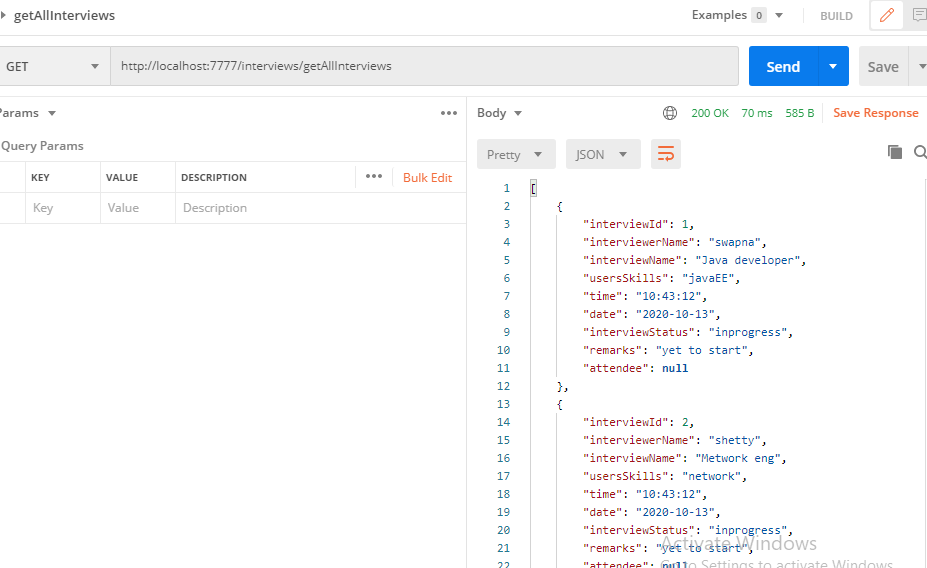 getAllInterviews
Examples 0
BUILD
GET
http://localhost:7777/interviews/getAllInterviews
Send
Save
Params
Query Params
KEY VALUE DESCRIPTION ••• Bulk Edit
Key Value Description
Body 200 OK 70 ms 585 B Save Response
Pretty JSON
1 [
2 {
3 "interviewId": 1,
4 "interviewerName": "swapna",
5 "interviewName": "Java developer",
6 "usersSkills": "javaEE",
7 "time": "10:43:12",
8 "date": "2020-10-13",
9 "interviewStatus": "inprogress",
10 "remarks": "yet to start",
11 "attendee": null
12 },
13 {
14 "interviewId": 2,
15 "interviewerName": "shetty",
16 "interviewName": "Metwork eng",
17 "usersSkills": "network",
18 "time": "10:43:12",
19 "date": "2020-10-13",
20 "interviewStatus": "inprogress",
21 "remarks": "yet to start",
22 "attendee": null
Activate Windows
Go to Settings to activate Windows.